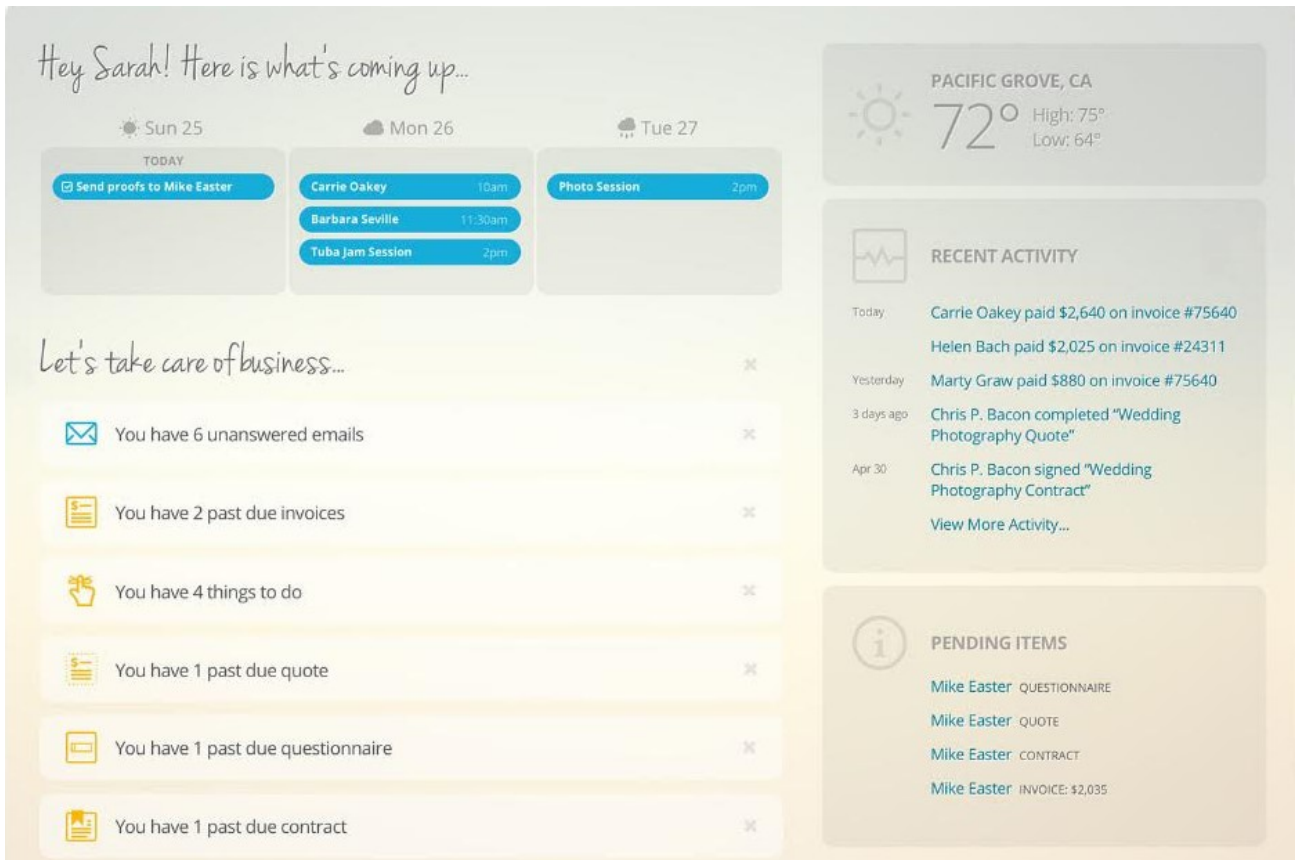 Hey Sarah! Here is what's coming up...
Sun 25
Mon 26
Tue 27
TODAY
Send proofs to Mike Easter
Carrie Oakey 10am
Barbara Seville 11:30am
Tuba Jam Session 2pm
Photo Session 2pm
Let's take care of business...
You have 6 unanswered emails
You have 2 past due invoices
You have 4 things to do
You have 1 past due quote
You have 1 past due questionnaire
You have 1 past due contract
PACIFIC GROVE, CA
72°
High: 75°
Low: 64°
RECENT ACTIVITY
Today Carrie Oakey paid $2,640 on invoice #75640
Helen Bach paid $2,025 on invoice #24311
Yesterday Marty Graw paid $880 on invoice #75640
3 days ago Chris P. Bacon completed “Wedding
Photography Quote”
Apr 30 Chris P. Bacon signed “Wedding
Photography Contract”
View More Activity...
i
PENDING ITEMS
Mike Easter QUESTIONNAIRE
Mike Easter QUOTE
Mike Easter CONTRACT
Mike Easter INVOICE: $2,035